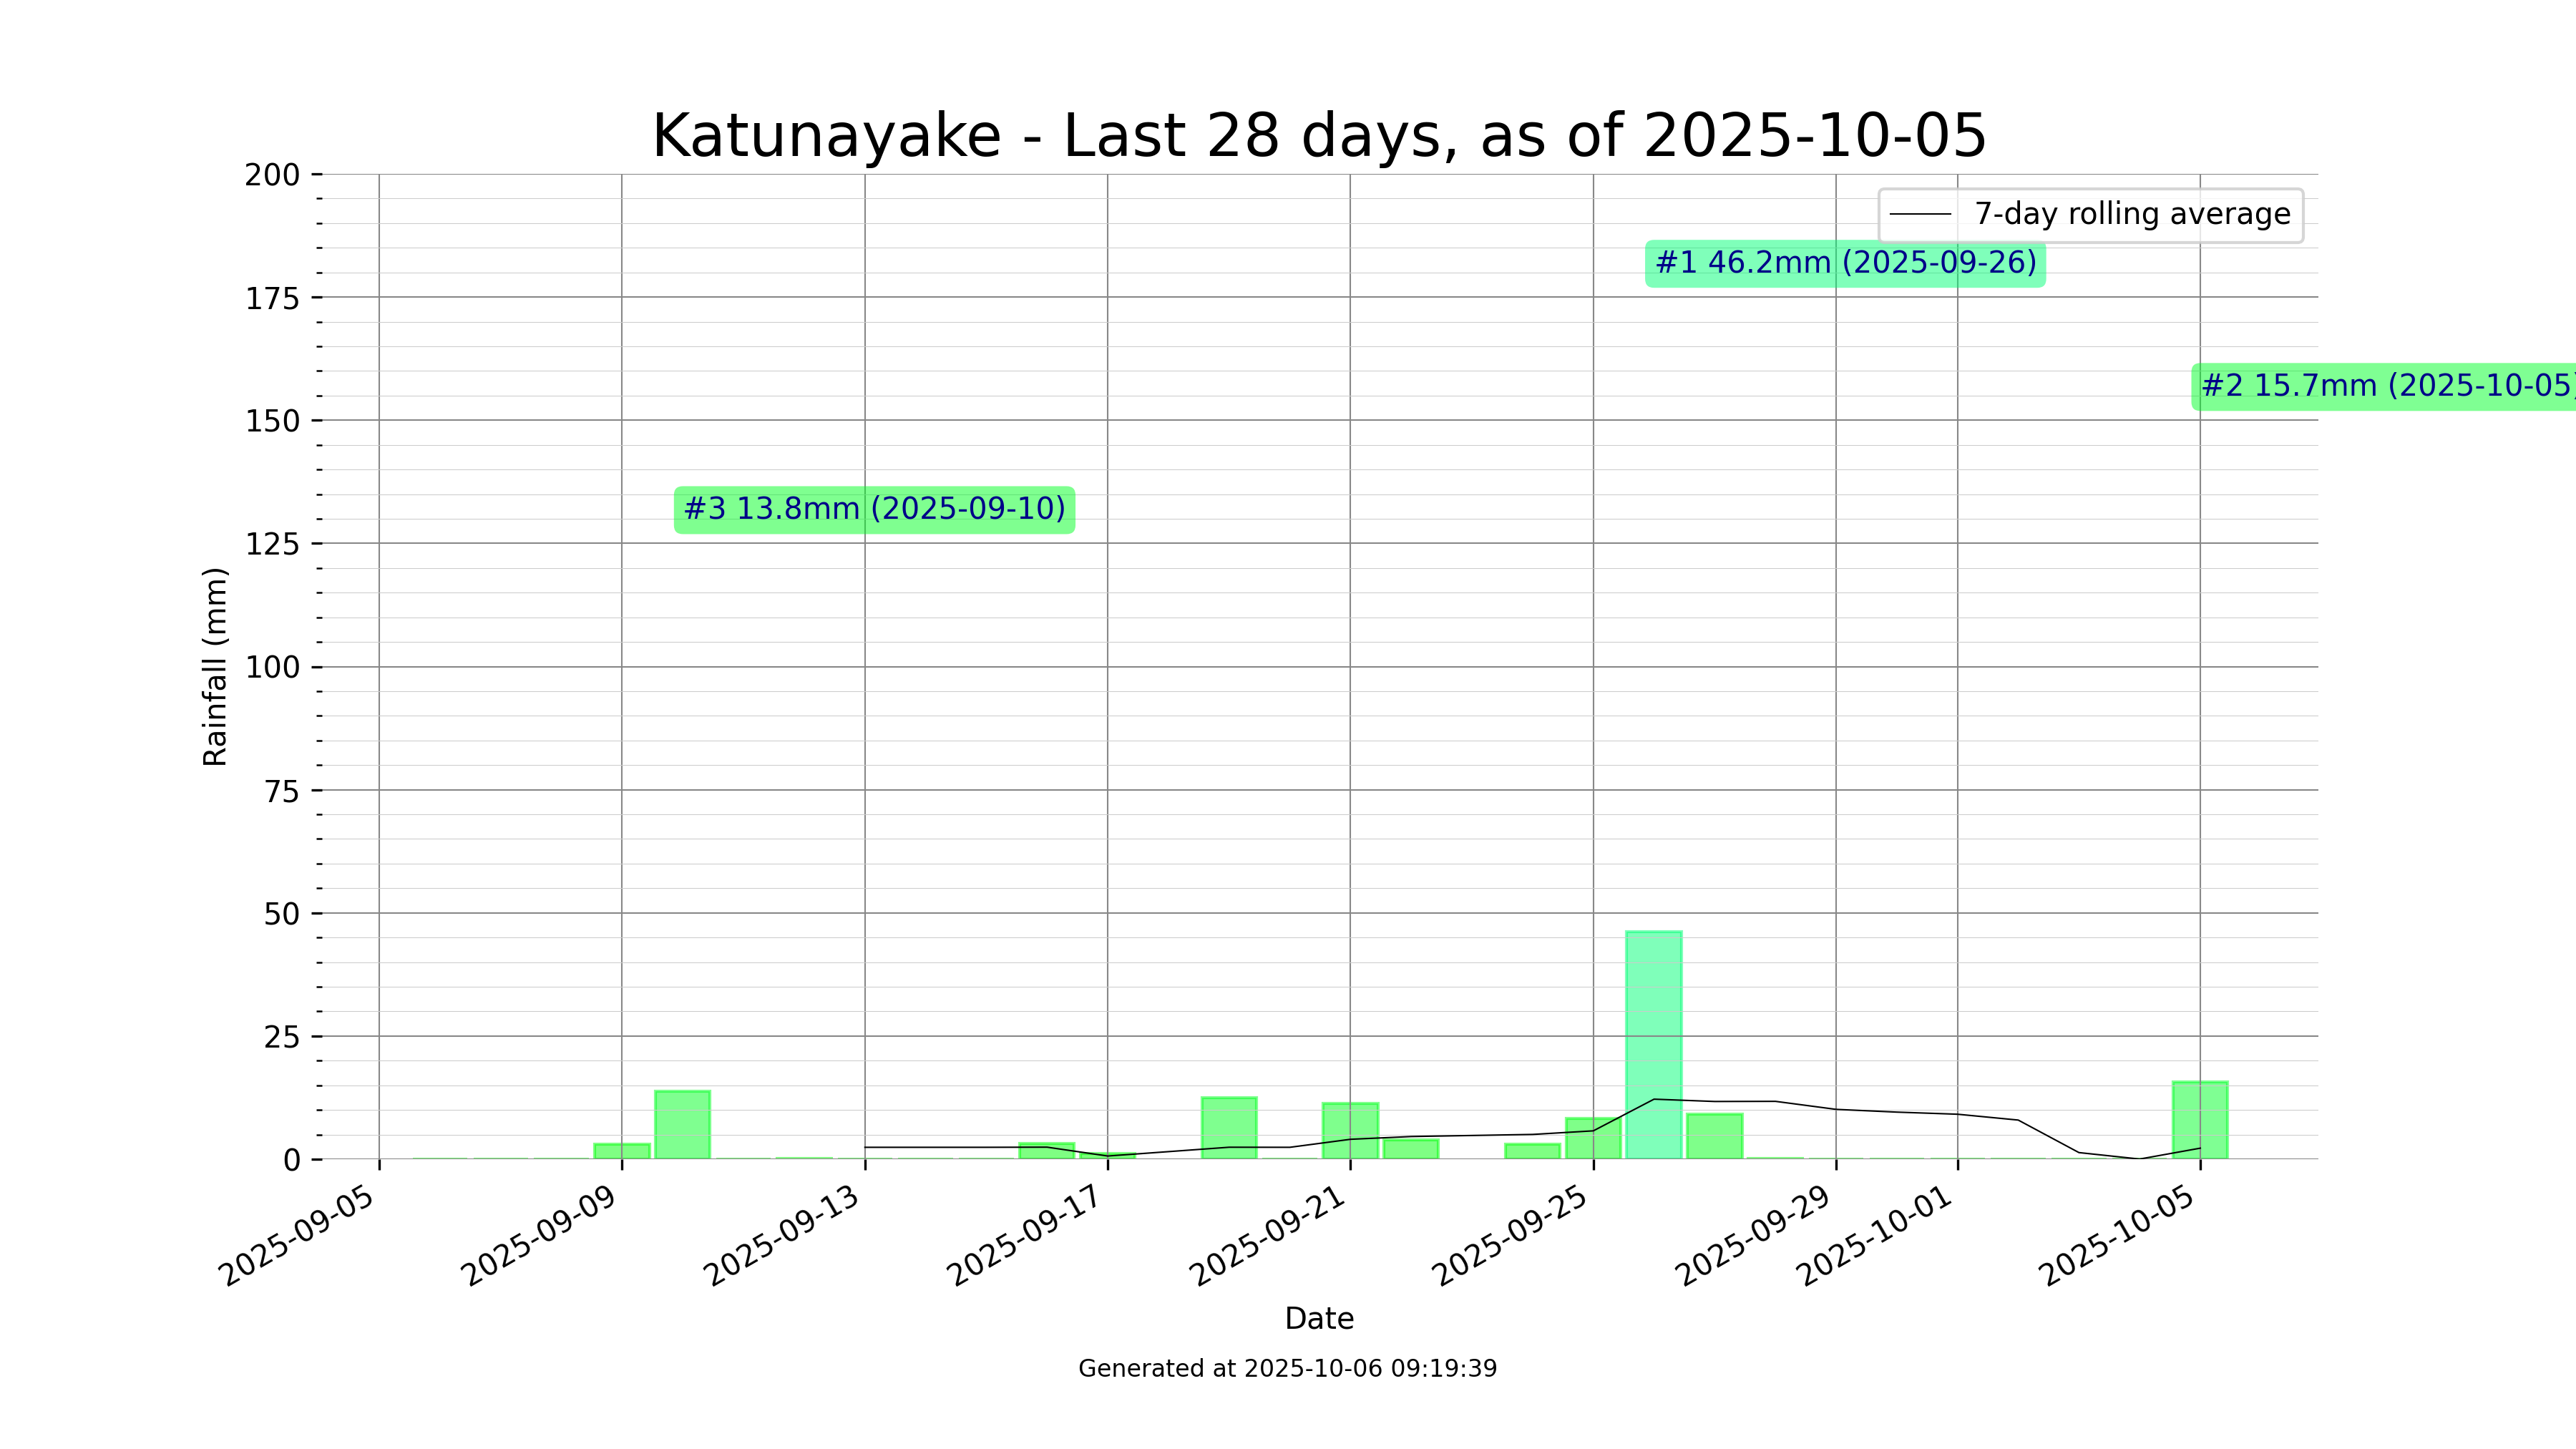 Katunayake - Last 28 days, as of 2025-10-05
200
7-day rolling average
#1 46.2mm (2025-09-26)
175
#2 15.7mm (2025-10-05)
150
#3 13.8mm (2025-09-10)
125
Rainfall (mm)
100
75
50
25
0
2025-09-05
2025-09-09
2025-09-13
2025-09-17
2025-09-21
2025-09-25
2025-09-29
2025-10-01
2025-10-05
Date
Generated at 2025-10-06 09:19:39